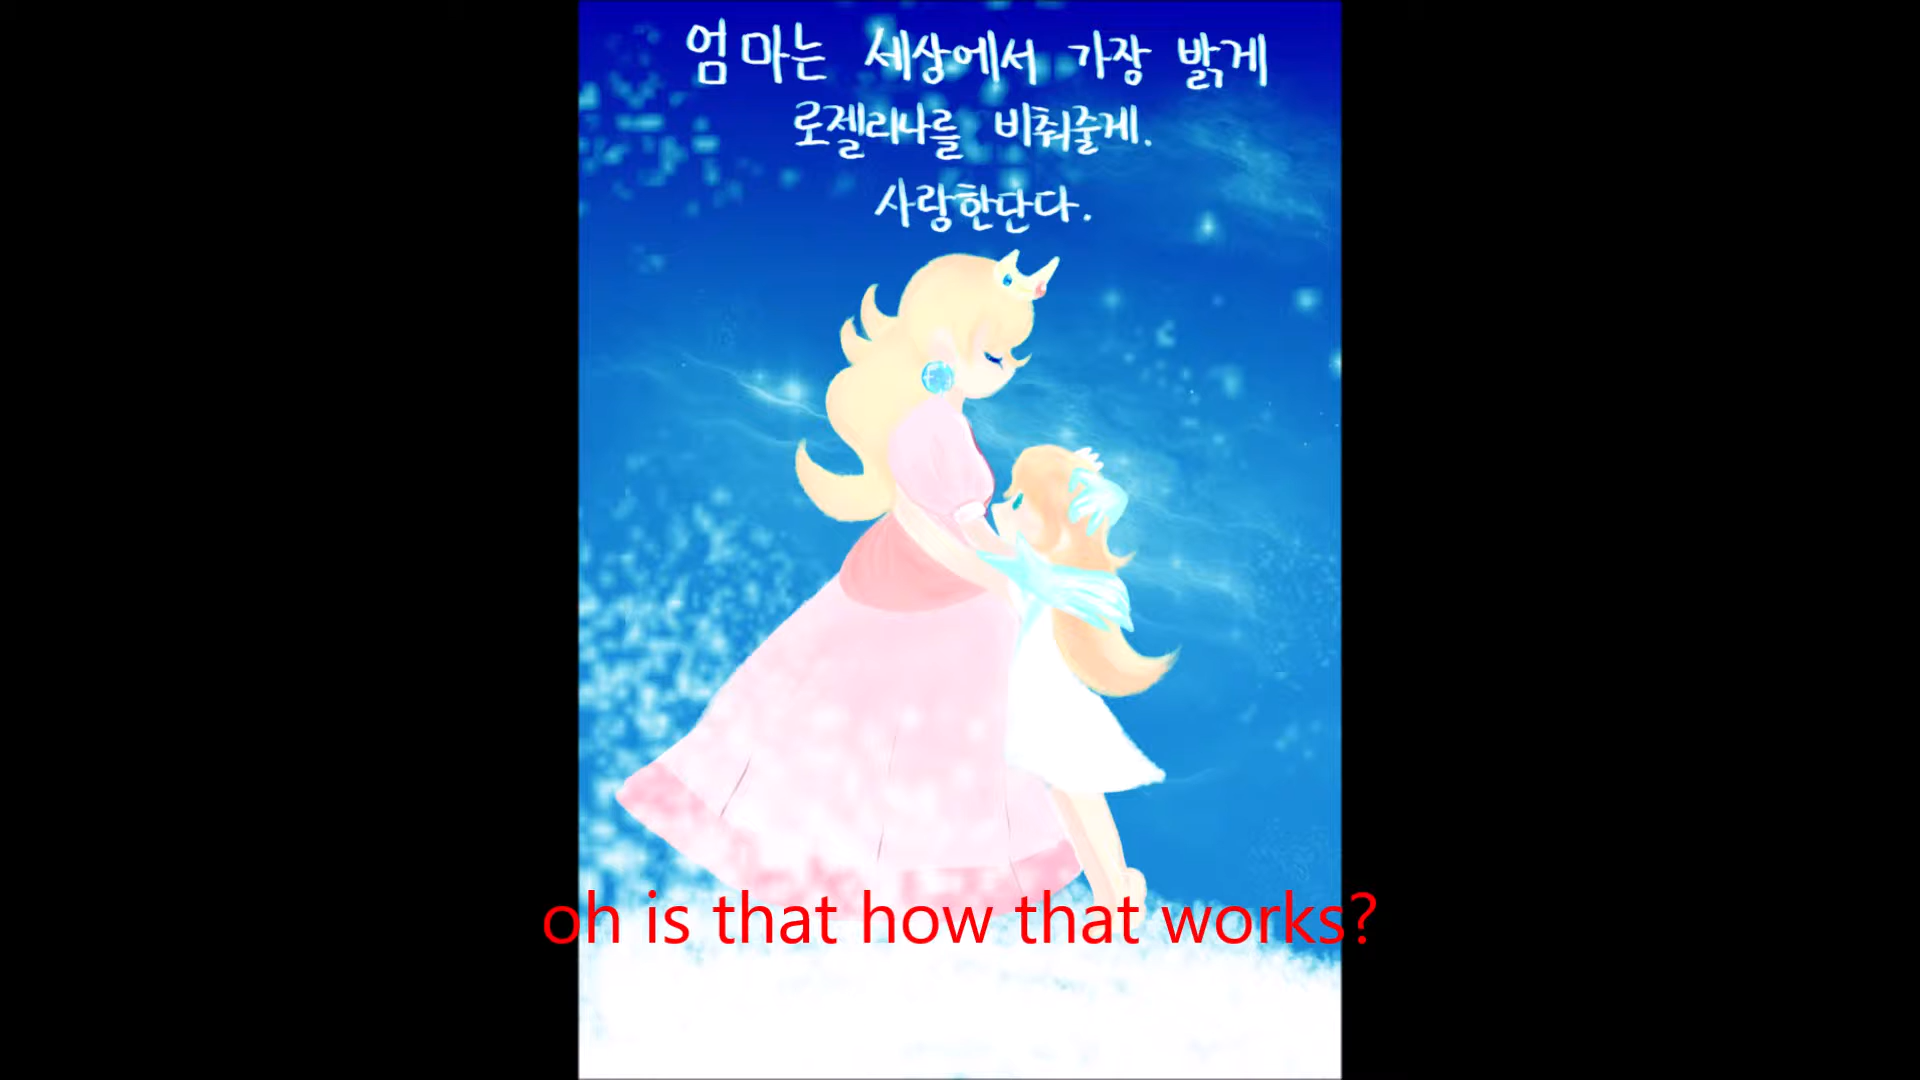 엄마는 세상에서 가장 밝게
로젤리나를 비춰줄게.
사랑한단다.
oh is that how that works?